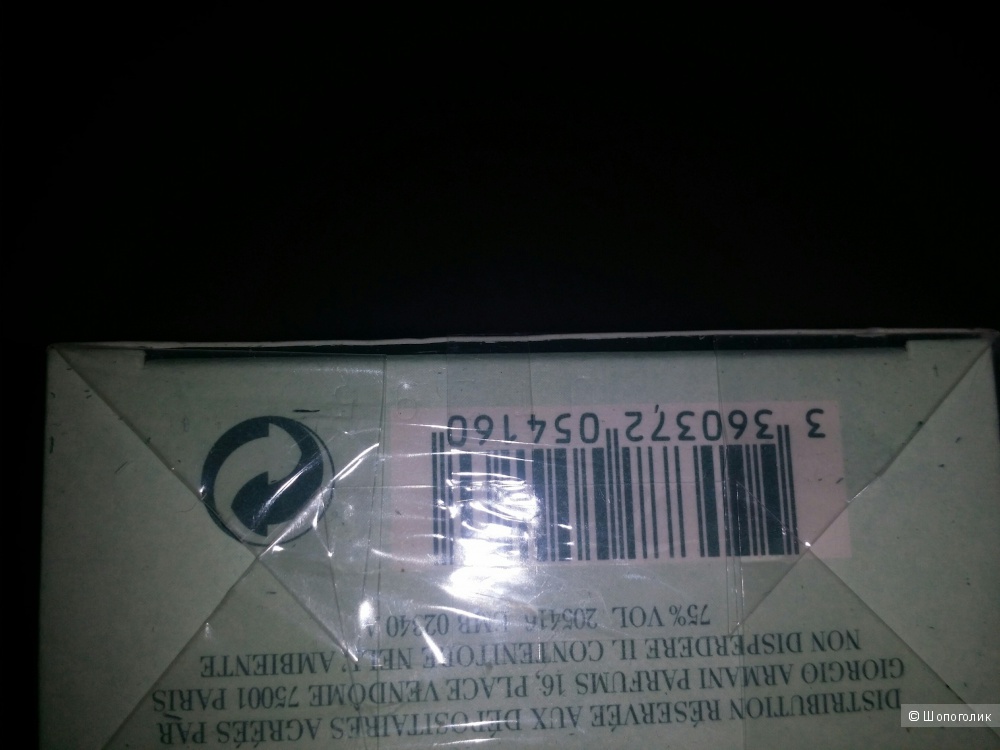 DISTRIBUTION RÉSERVÉE AUX DÉPOSITAIRES AGRÉÉS PAR
GIORGIO ARMANI PARFUMS 16, PLACE VENDÔME 75001 PARIS
NON DISPERDERE IL CONTENITORE NELL'AMBIENTE
75% VOL 205416 EMB 02340 A
3 360372 054160
© Шопоголик